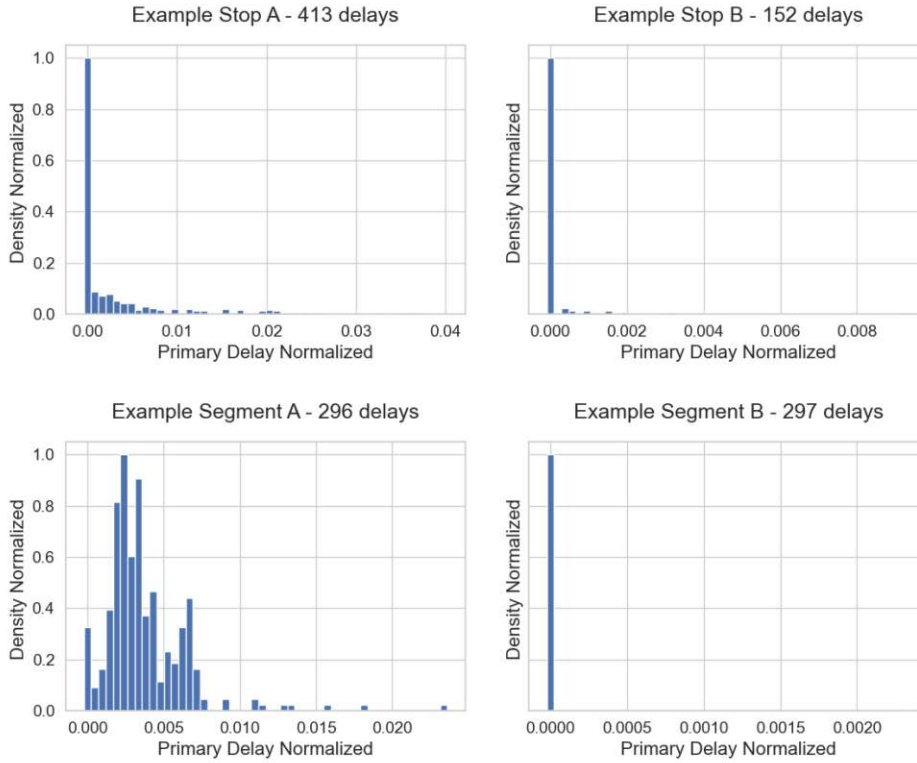 Example Stop A - 413 delays
Density Normalized
1.0
0.8
0.6
0.4
0.2
0.0
0.00 0.01 0.02 0.03 0.04
Primary Delay Normalized
Example Stop B - 152 delays
Density Normalized
0.000 0.002 0.004 0.006 0.008
Primary Delay Normalized
Example Segment A - 296 delays
Density Normalized
1.0
0.8
0.6
0.4
0.2
0.0
0.000 0.005 0.010 0.015 0.020
Primary Delay Normalized
Example Segment B - 297 delays
Density Normalized
0.0000 0.0005 0.0010 0.0015 0.0020
Primary Delay Normalized